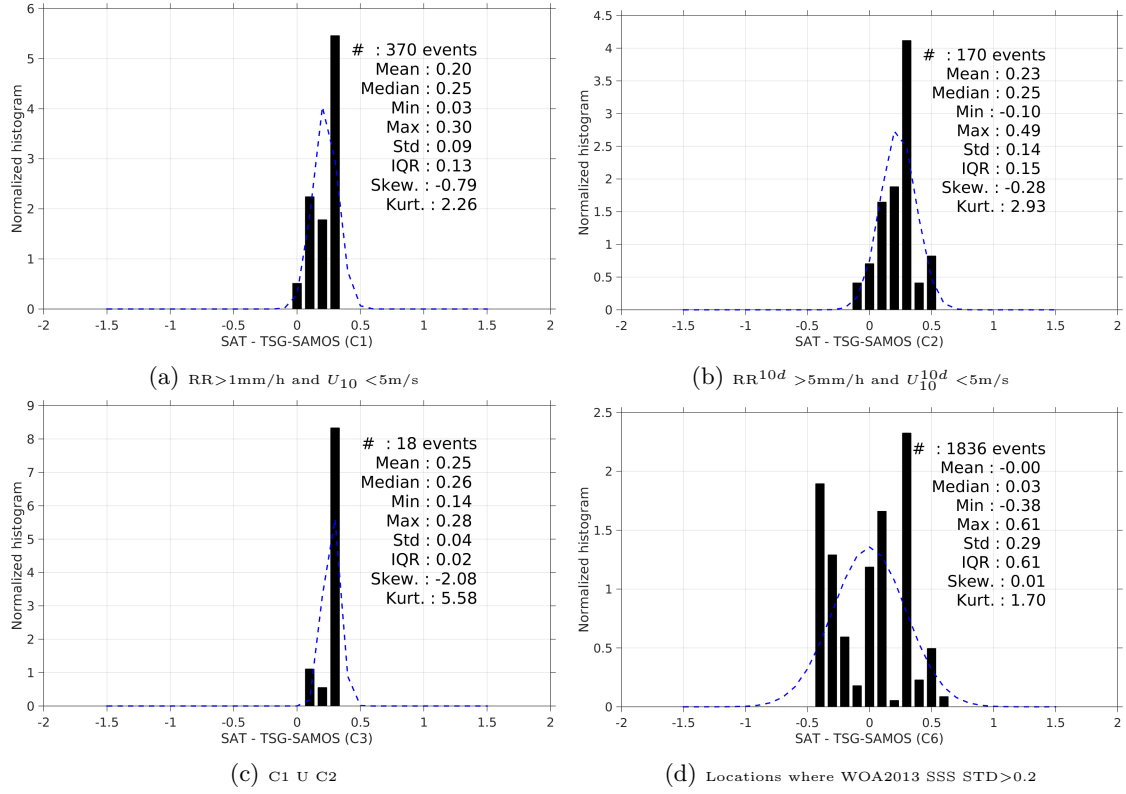 6
5
4
3
2
1
0
Normalized histogram
# : 370 events
Mean : 0.20
Median : 0.25
Min : 0.03
Max : 0.30
Std : 0.09
IQR : 0.13
Skew. : -0.79
Kurt. : 2.26
-2 -1.5 -1 -0.5 0 0.5 1 1.5 2
SAT - TSG-SAMOS (C1)
(a) RR>1mm/h and U10 <5m/s
4.5
4
3.5
3
2.5
2
1.5
1
0.5
0
Normalized histogram
# : 170 events
Mean : 0.23
Median : 0.25
Min : -0.10
Max : 0.49
Std : 0.14
IQR : 0.15
Skew. : -0.28
Kurt. : 2.93
-2 -1.5 -1 -0.5 0 0.5 1 1.5 2
SAT - TSG-SAMOS (C2)
(b) RR10d >5mm/h and U10d10 <5m/s
9
8
7
6
5
4
3
2
1
0
Normalized histogram
# : 18 events
Mean : 0.25
Median : 0.26
Min : 0.14
Max : 0.28
Std : 0.04
IQR : 0.02
Skew. : -2.08
Kurt. : 5.58
-2 -1.5 -1 -0.5 0 0.5 1 1.5 2
SAT - TSG-SAMOS (C3)
(c) C1 U C2
2.5
2
1.5
1
0.5
0
Normalized histogram
# : 1836 events
Mean : -0.00
Median : 0.03
Min : -0.38
Max : 0.61
Std : 0.29
IQR : 0.61
Skew. : 0.01
Kurt. : 1.70
-2 -1.5 -1 -0.5 0 0.5 1 1.5 2
SAT - TSG-SAMOS (C6)
(d) Locations where WOA2013 SSS STD>0.2